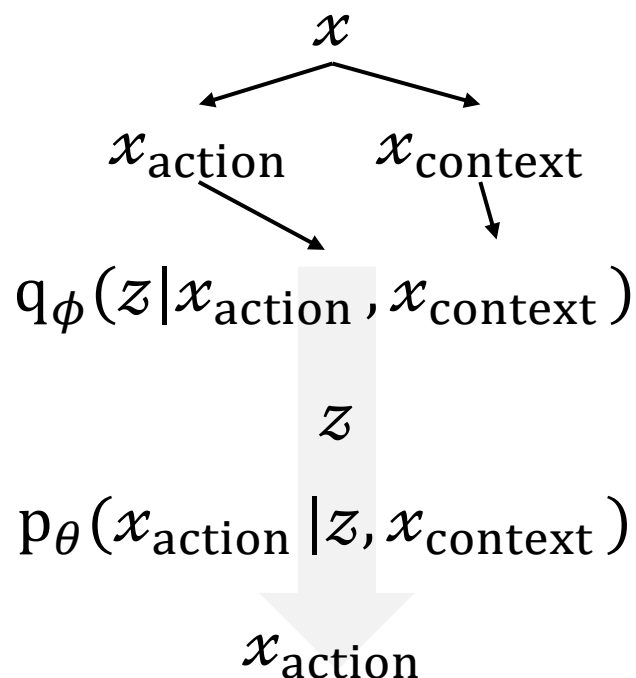 x
x_action x_context
q_ϕ(z|x_action, x_context)
z
p_θ(x_action|z, x_context)
x_action